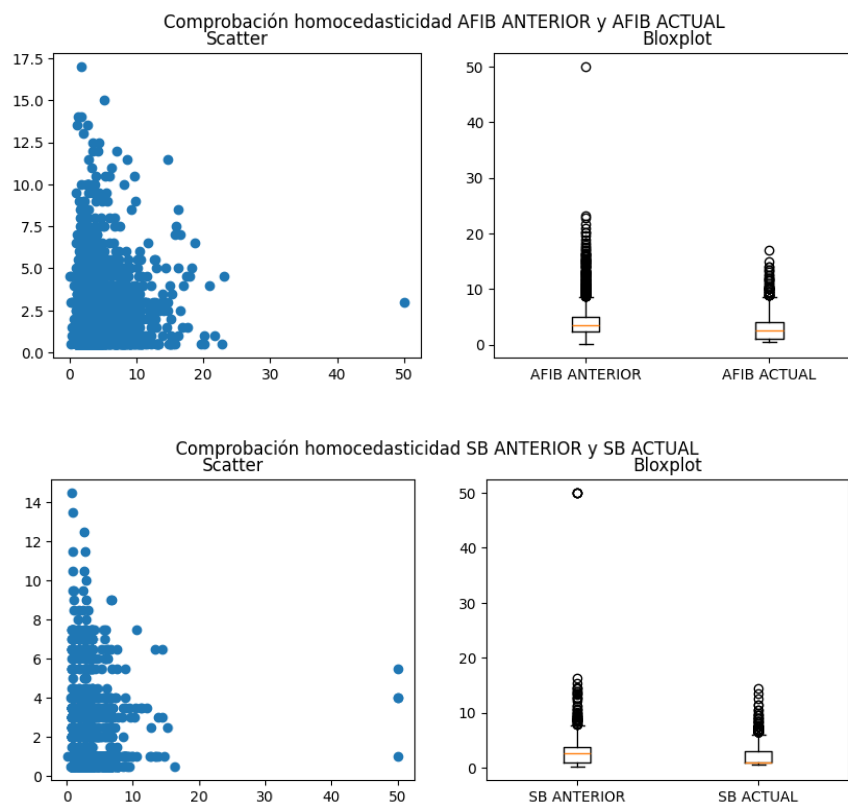 Comprobación homocedasticidad AFIB ANTERIOR y AFIB ACTUAL
Scatter
Bloxplot
17.5
15.0
12.5
10.0
7.5
5.0
2.5
0.0
0 10 20 30 40 50
50
40
30
20
10
0
AFIB ANTERIOR AFIB ACTUAL
Comprobación homocedasticidad SB ANTERIOR y SB ACTUAL
Scatter
Bloxplot
14
12
10
8
6
4
2
0
0 10 20 30 40 50
50
40
30
20
10
0
SB ANTERIOR SB ACTUAL